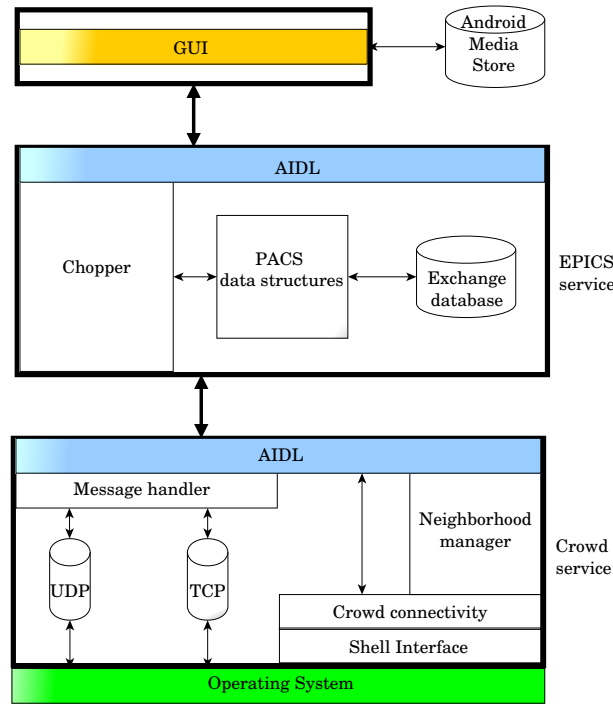 GUI
Android
Media
Store
AIDL
Chopper
PACS
data structures
Exchange
database
EPICS
service
AIDL
Message handler
Neighborhood
manager
UDP
TCP
Crowd
service
Crowd connectivity
Shell Interface
Operating System